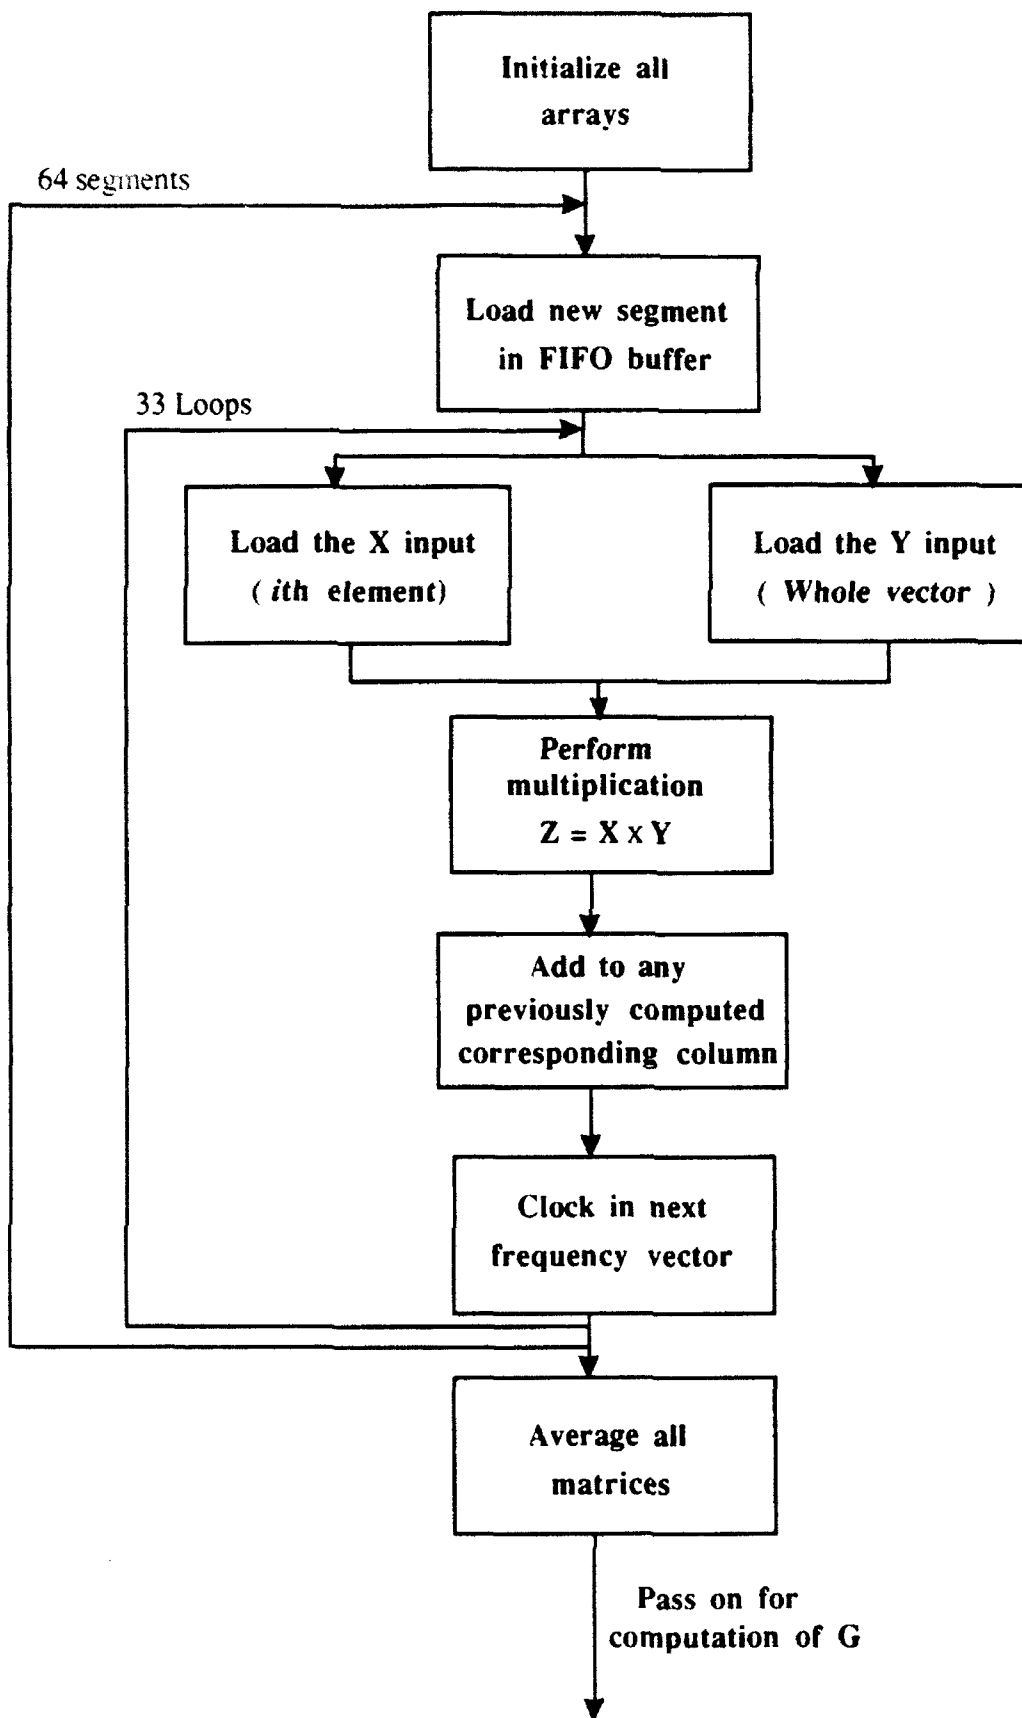 Initialize all
arrays
64 segments
Load new segment
in FIFO buffer
33 Loops
Load the X input
( ith element)
Load the Y input
( Whole vector )
Perform
multiplication
Z = X × Y
Add to any
previously computed
corresponding column
Clock in next
frequency vector
Average all
matrices
Pass on for
computation of G